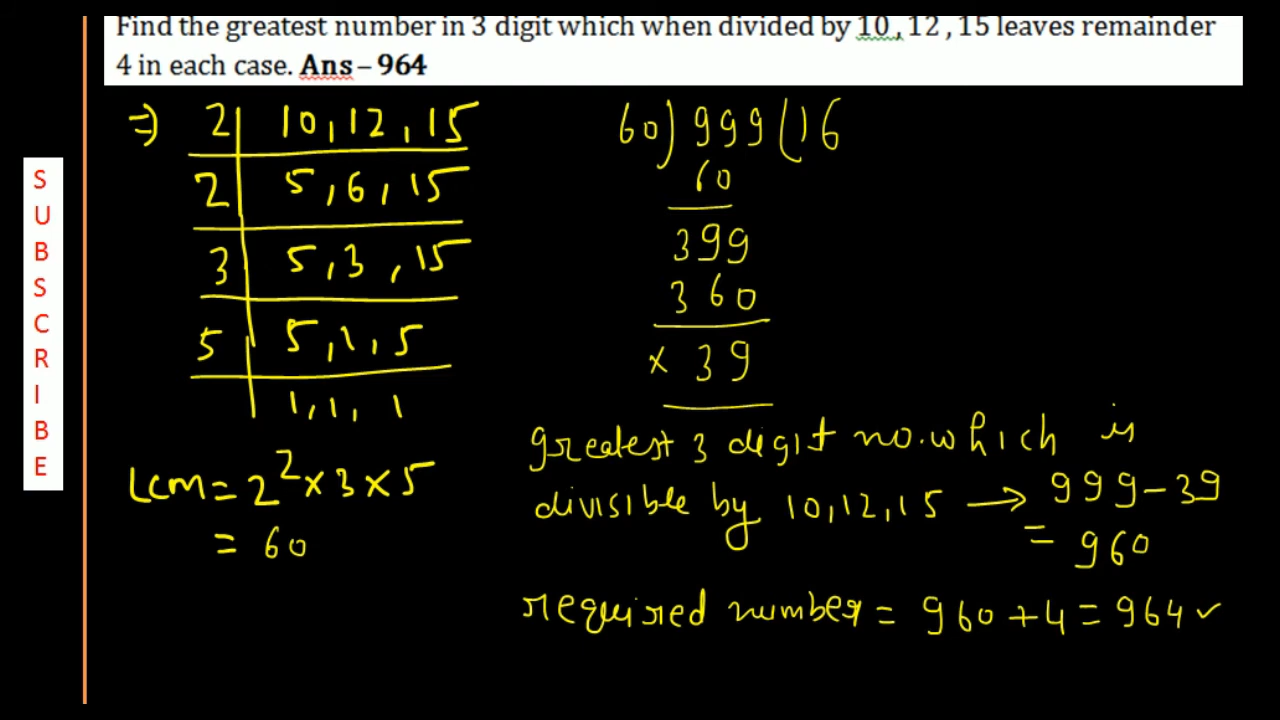 Find the greatest number in 3 digit which when divided by 10 , 12 , 15 leaves remainder
4 in each case. Ans – 964
SUBSCRIBE
=) 2| 10, 12, 15
2| 5, 6, 15
3| 5, 3, 15
5| 5, 1, 5
| 1, 1, 1
LCM = 2² × 3 × 5
= 60
60) 999 (16
60
399
360
× 39
greatest 3 digit no. which is
divisible by 10, 12, 15 → 999 - 39
= 960
required number = 960 + 4 = 964 ✓